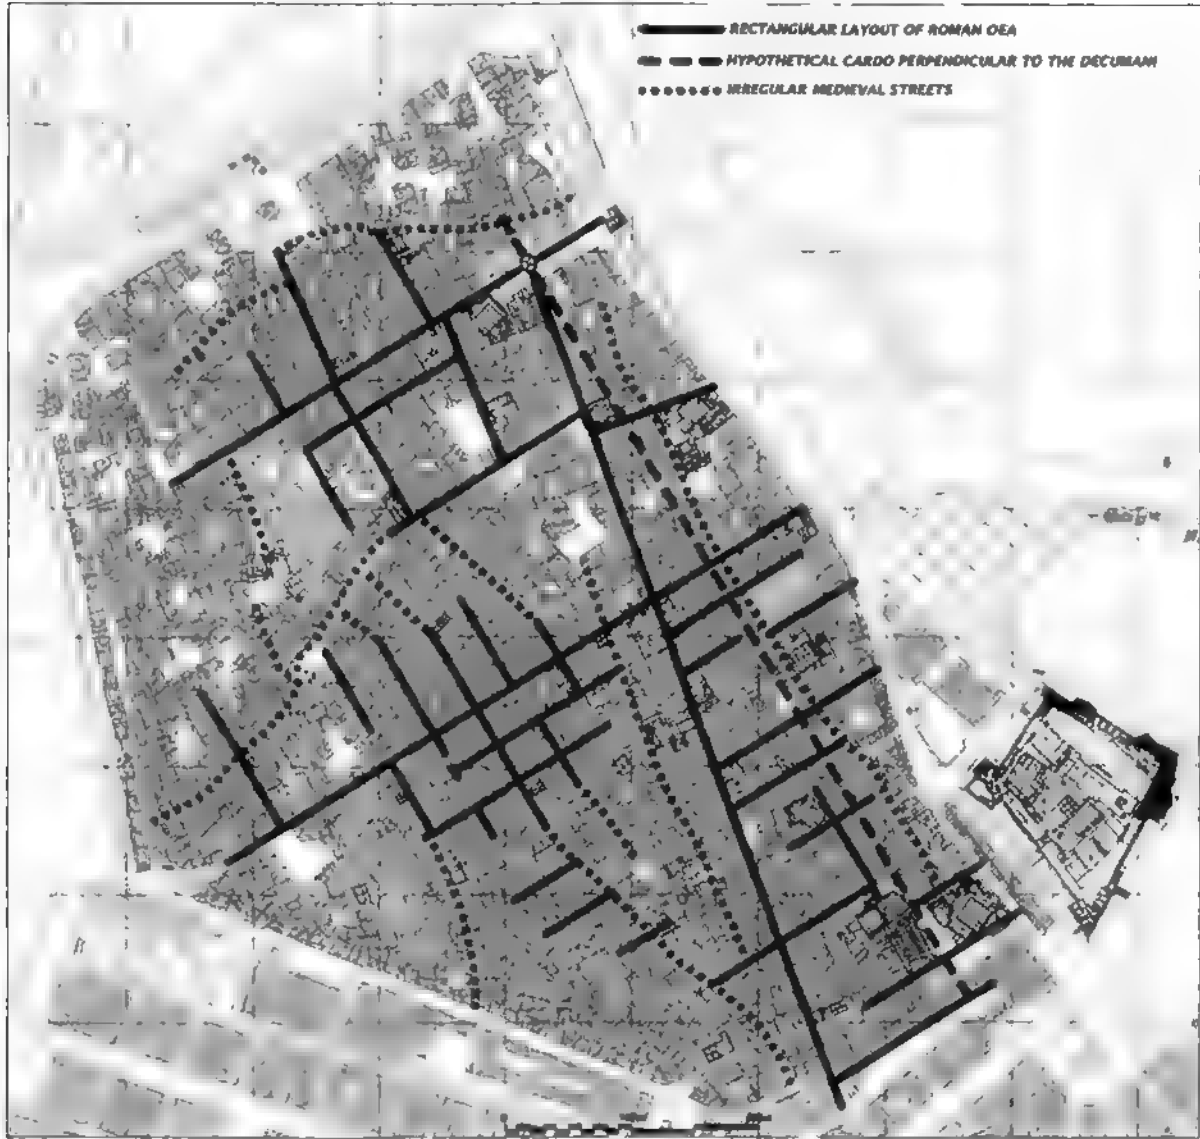 RECTANGULAR LAYOUT OF ROMAN OEA
HYPOTHETICAL CARDO PERPENDICULAR TO THE DECUMANI
IRREGULAR MEDIEVAL STREETS